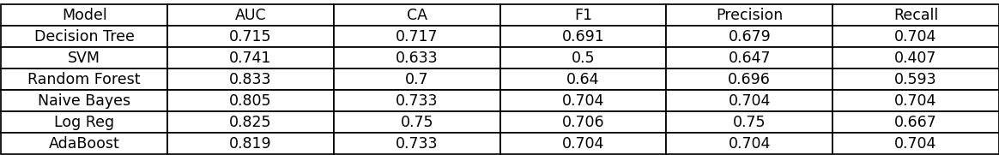 Model AUC CA F1 Precision Recall
Decision Tree 0.715 0.717 0.691 0.679 0.704
SVM 0.741 0.633 0.5 0.647 0.407
Random Forest 0.833 0.7 0.64 0.696 0.593
Naive Bayes 0.805 0.733 0.704 0.704 0.704
Log Reg 0.825 0.75 0.706 0.75 0.667
AdaBoost 0.819 0.733 0.704 0.704 0.704